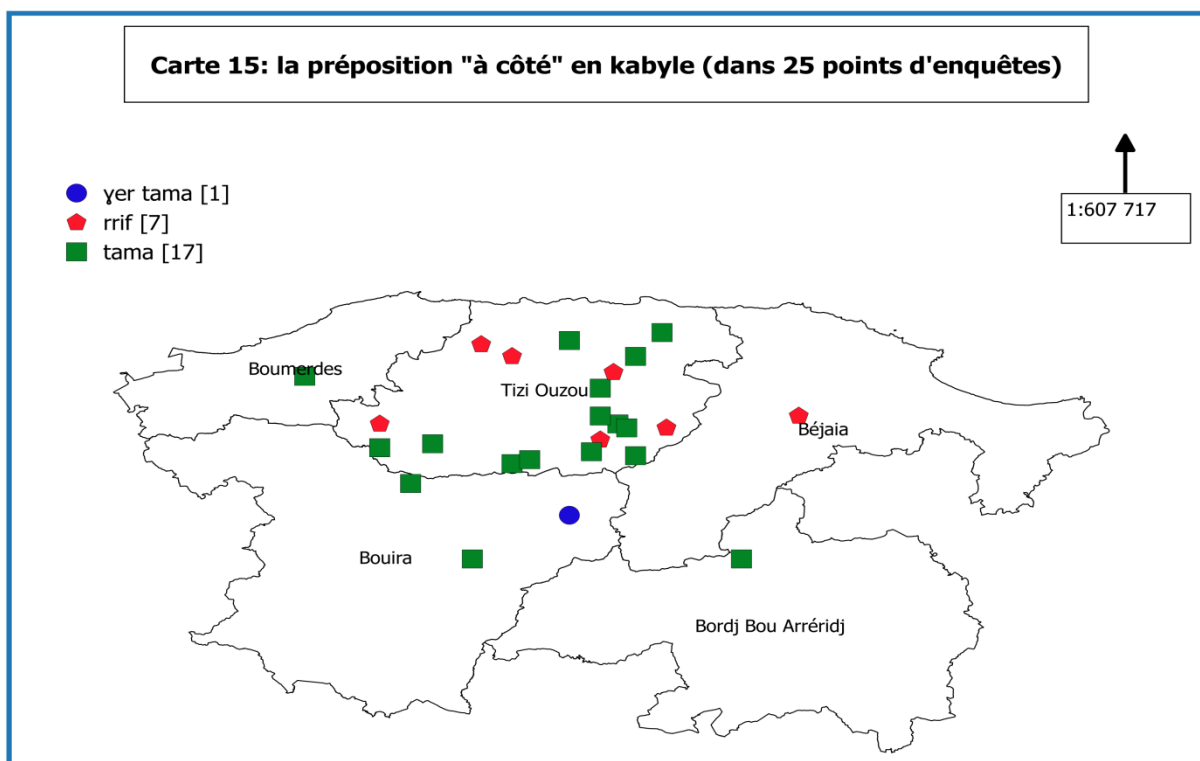 Carte 15: la préposition "à côté" en kabyle (dans 25 points d'enquêtes)
1:607 717
ɣer tama [1]
rrif [7]
tama [17]
Boumerdes
Tizi Ouzou
Béjaia
Bouira
Bordj Bou Arréridj